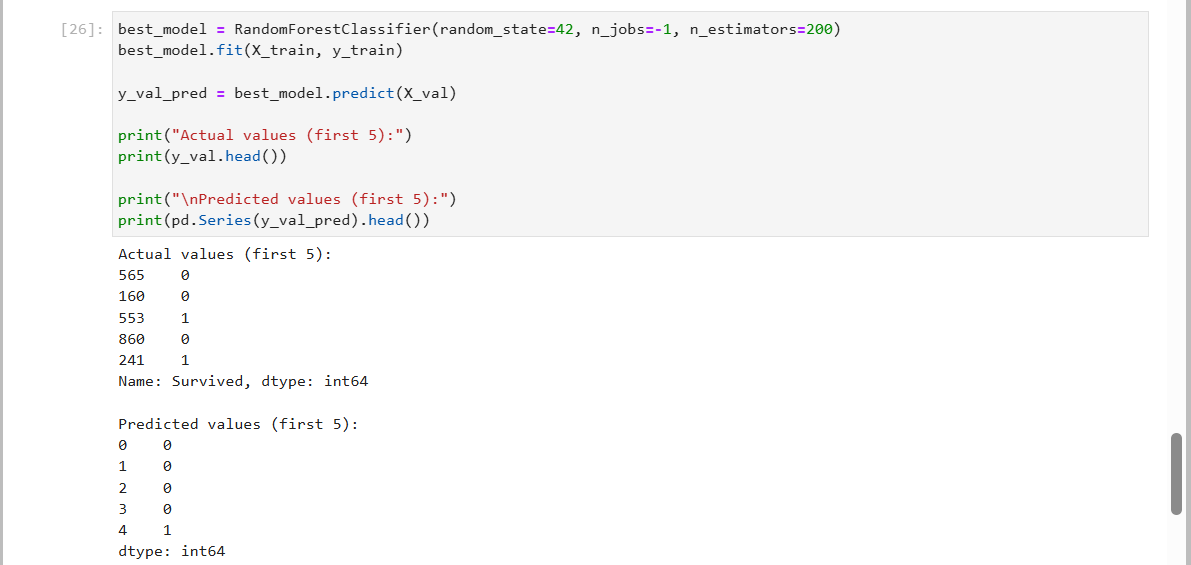 [26]: best_model = RandomForestClassifier(random_state=42, n_jobs=-1, n_estimators=200)
best_model.fit(X_train, y_train)
y_val_pred = best_model.predict(X_val)
print("Actual values (first 5):")
print(y_val.head())
print("\nPredicted values (first 5):")
print(pd.Series(y_val_pred).head())
Actual values (first 5):
565    0
160    0
553    1
860    0
241    1
Name: Survived, dtype: int64
Predicted values (first 5):
0    0
1    0
2    0
3    0
4    1
dtype: int64